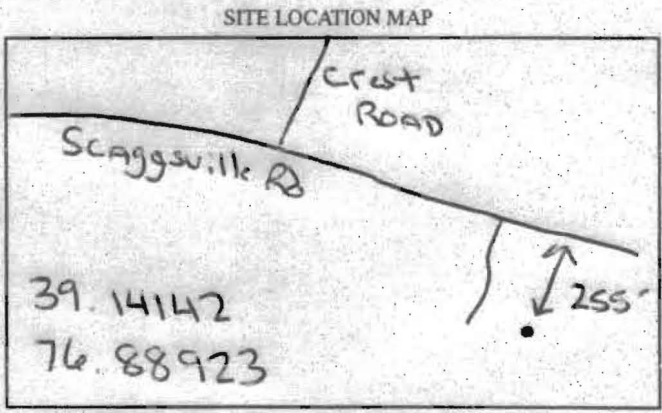 SITE LOCATION MAP
Crest
ROAD
Scaggsville Rd
255'
39.14142
76.88923